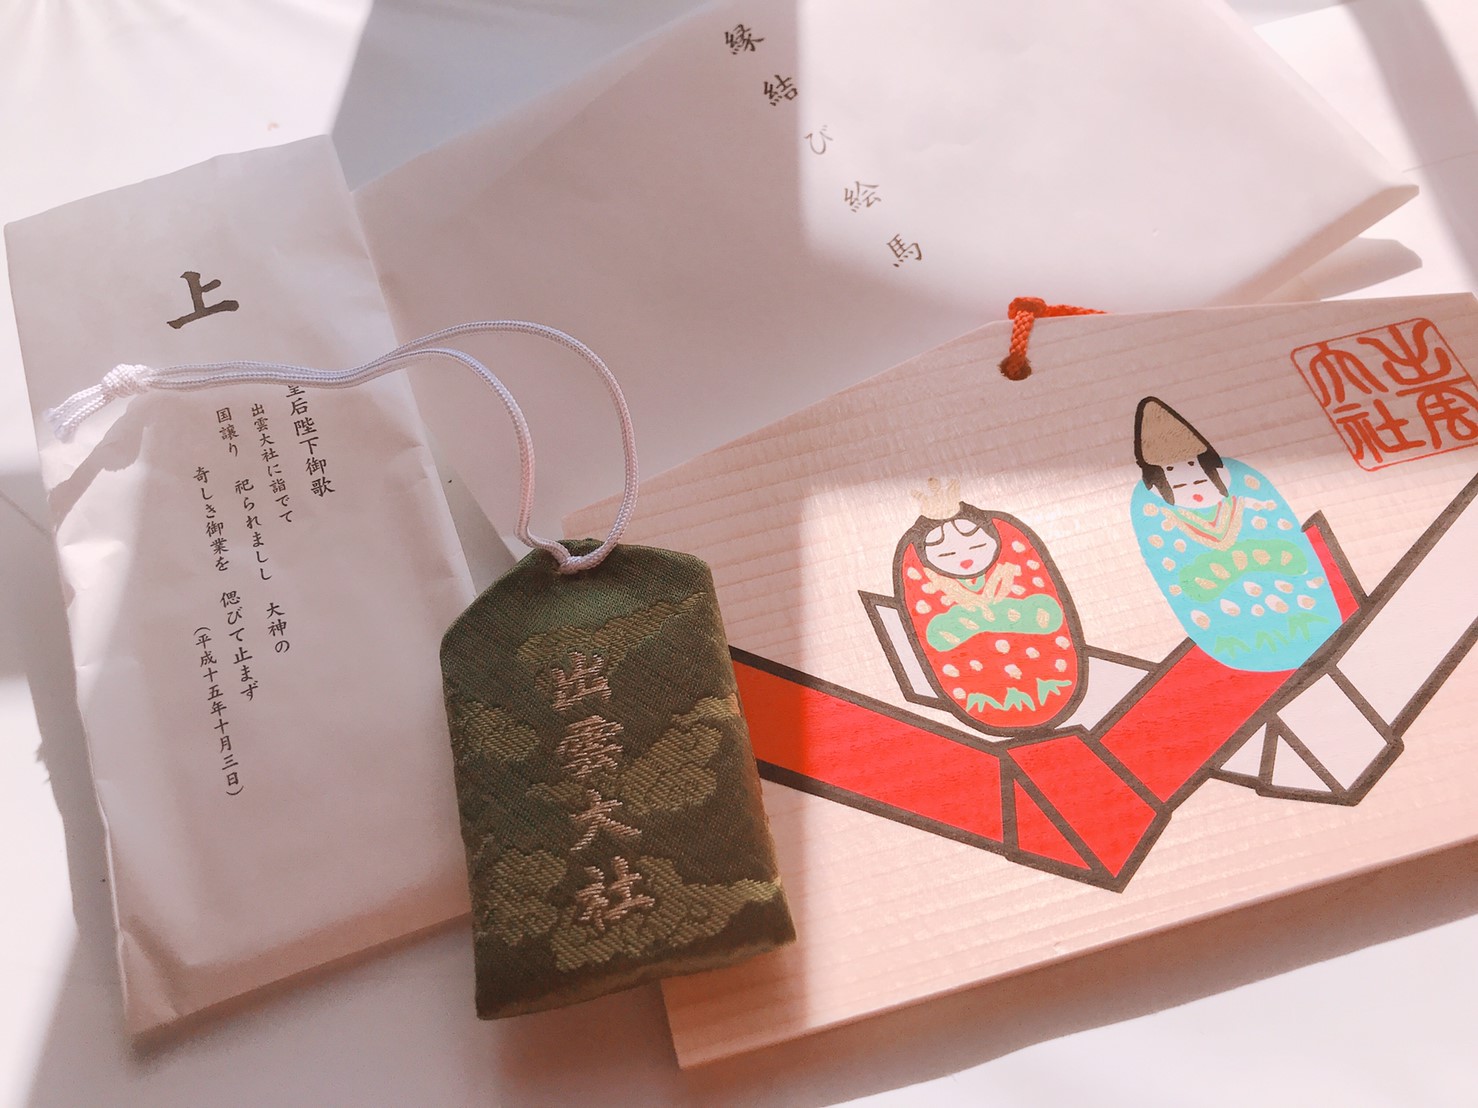 縁結び絵馬
上
皇后陛下御歌
出雲大社に詣でて
国譲り 祀られましし 大神の
奇しき御業を 偲びて止まず
(平成十五年十月三日)
出雲大社
出雲
大社